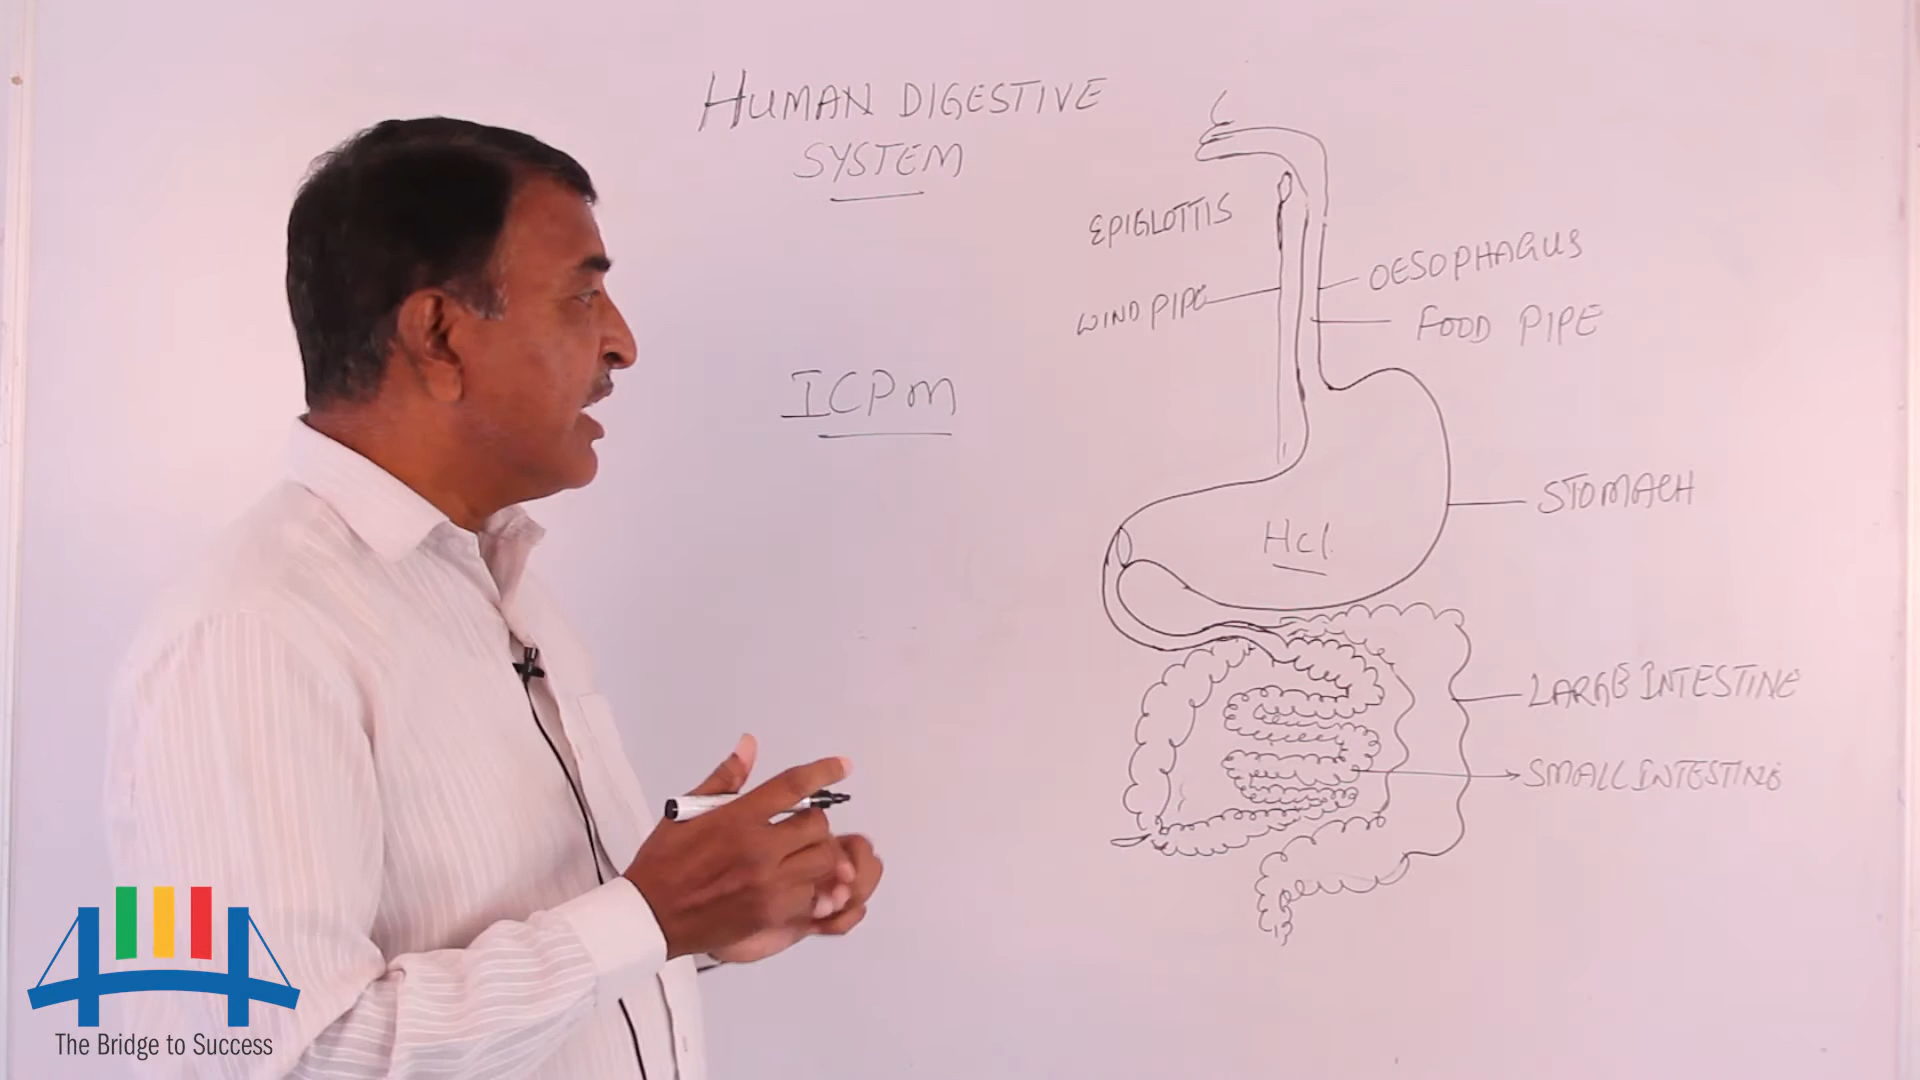 HUMAN DIGESTIVE
SYSTEM
EPIGLOTTIS
OESOPHAGUS
WIND PIPE
FOOD PIPE
ICPM
STOMACH
Hcl
LARGE INTESTINE
SMALL INTESTINE
The Bridge to Success